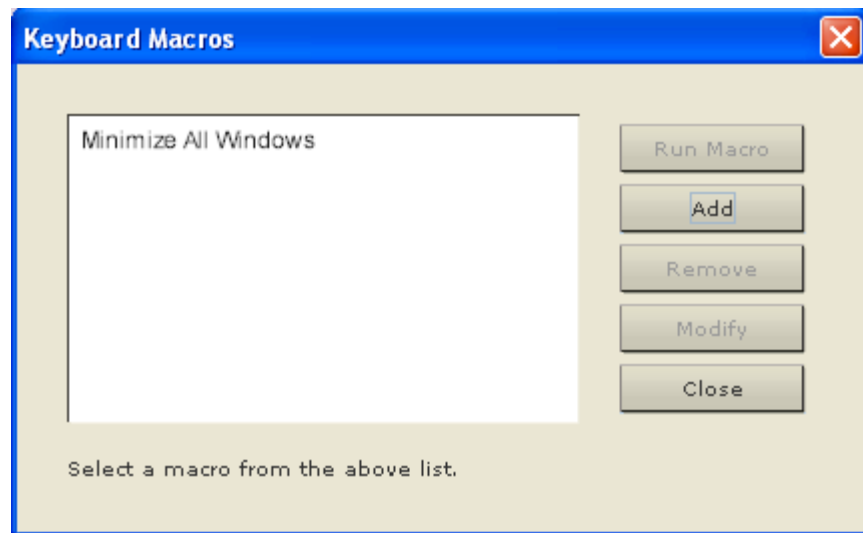 Keyboard Macros
Minimize All Windows
Run Macro
Add
Remove
Modify
Close
Select a macro from the above list.